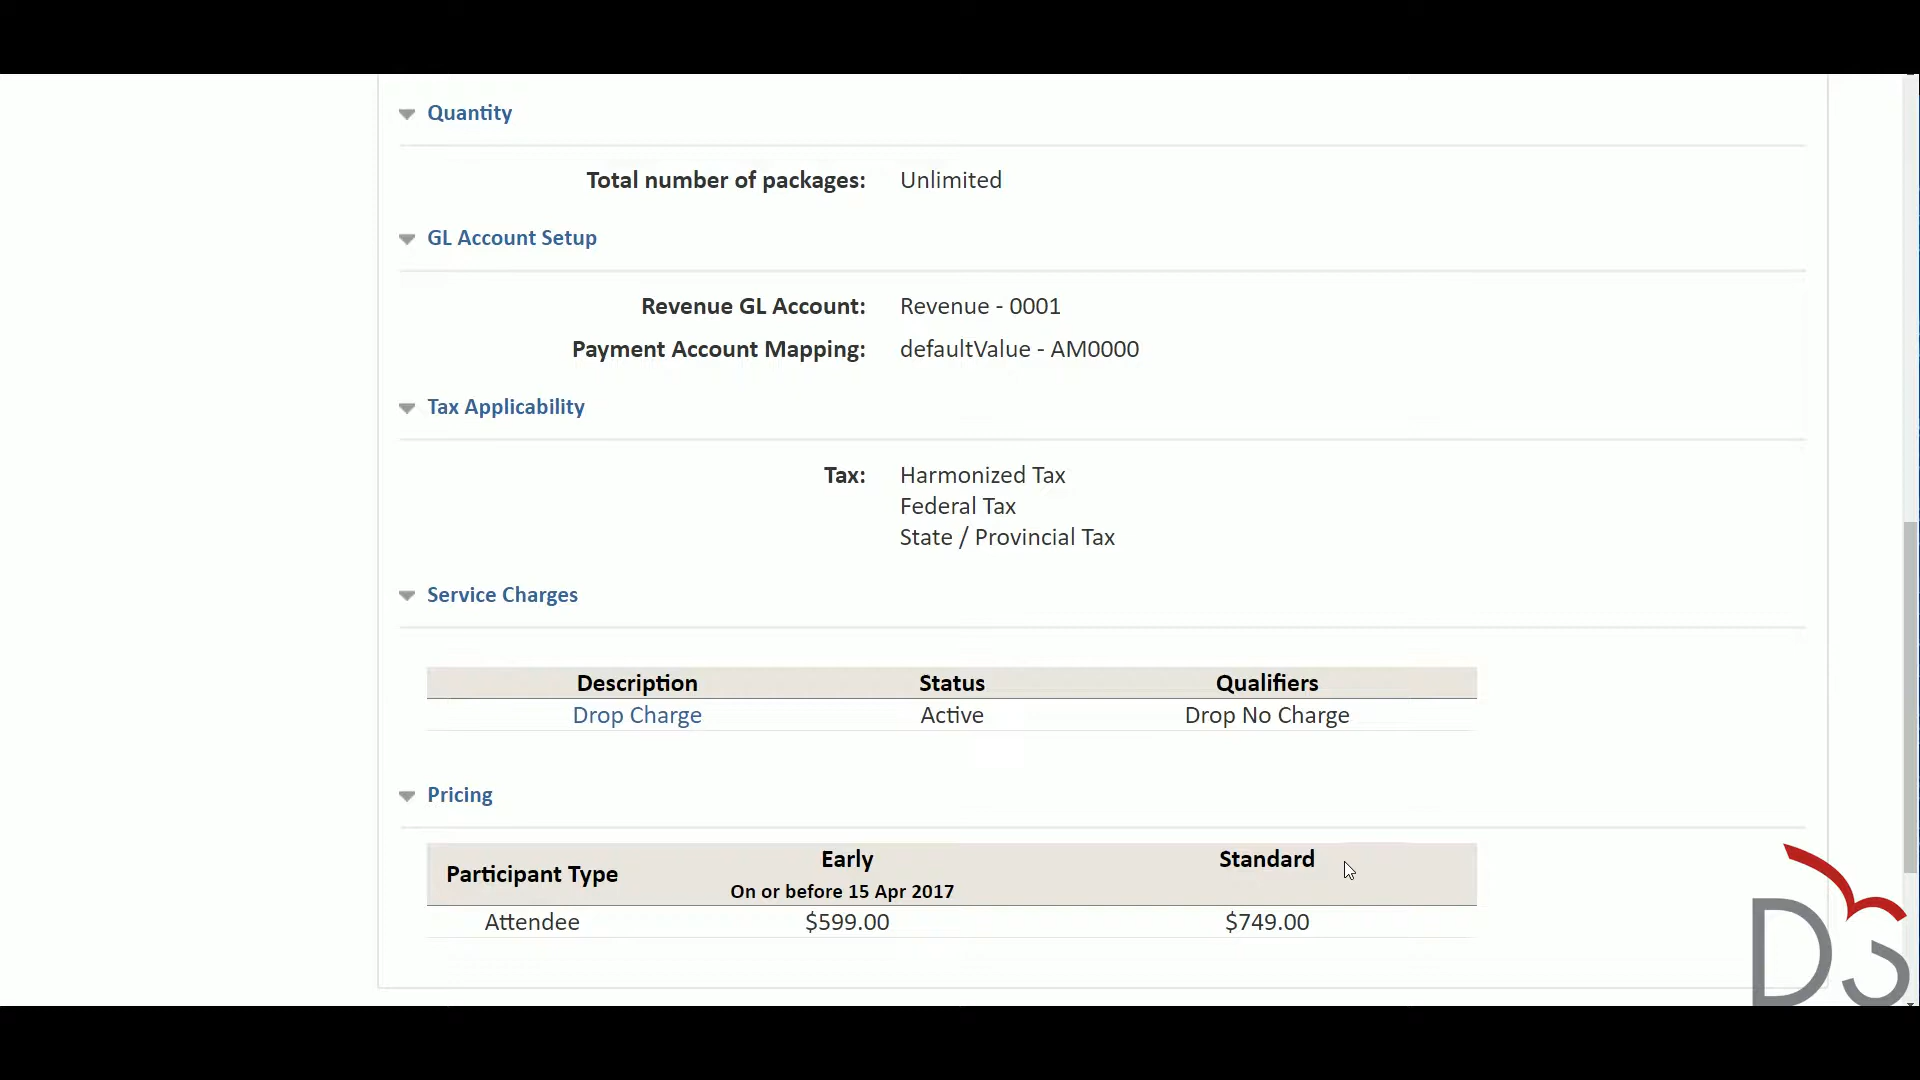 Quantity
Total number of packages: Unlimited
GL Account Setup
Revenue GL Account: Revenue - 0001
Payment Account Mapping: defaultValue - AM0000
Tax Applicability
Tax: Harmonized Tax
Federal Tax
State / Provincial Tax
Service Charges
Description Status Qualifiers
Drop Charge Active Drop No Charge
Pricing
Participant Type Early Standard
On or before 15 Apr 2017
Attendee $599.00 $749.00
D3